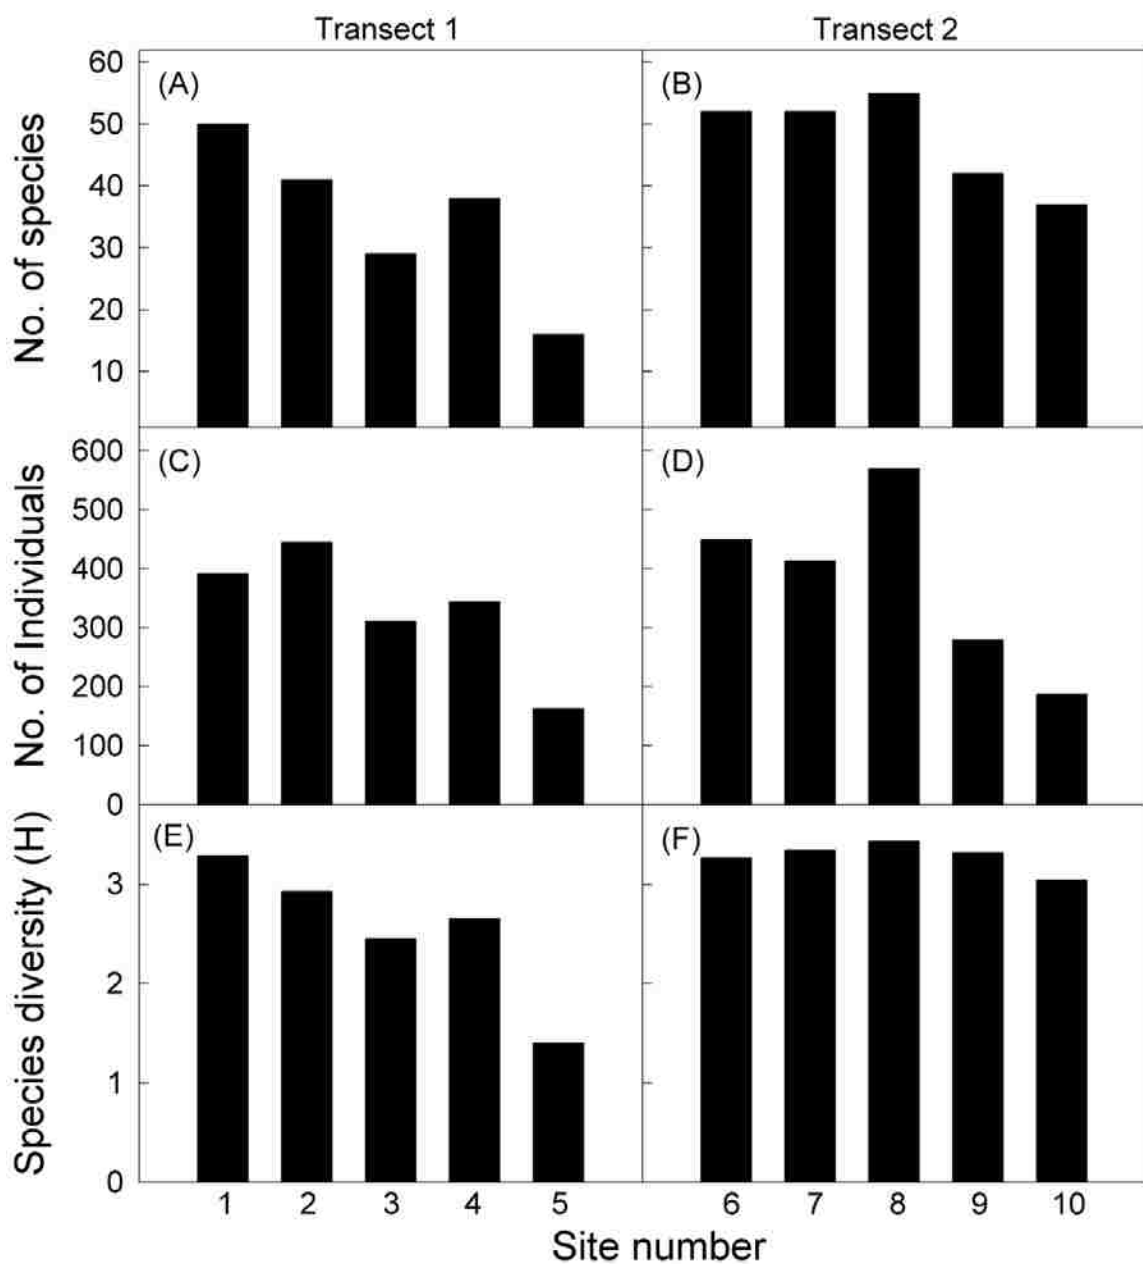 Transect 1
Transect 2
No. of species
60
50
40
30
20
10
(A)
(B)
No. of Individuals
600
500
400
300
200
100
0
(C)
(D)
Species diversity (H)
3
2
1
0
(E)
(F)
1 2 3 4 5 6 7 8 9 10
Site number